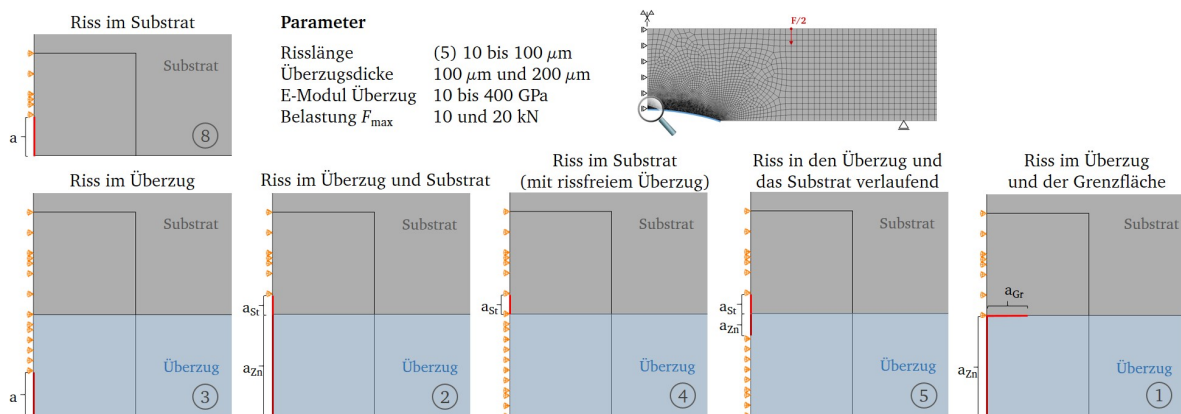 Riss im Substrat
Substrat
a
8
Parameter
Risslänge (5) 10 bis 100 μm
Überzugsdicke 100 μm und 200 μm
E-Modul Überzug 10 bis 400 GPa
Belastung Fmax 10 und 20 kN
F/2
Riss im Überzug
Substrat
Überzug
a
3
Riss im Überzug und Substrat
Substrat
aSt
aZn
Überzug
2
Riss im Substrat
(mit rissfreiem Überzug)
Substrat
aSt
Überzug
4
Riss in den Überzug und
das Substrat verlaufend
Substrat
aSt
aZn
Überzug
5
Riss im Überzug
und der Grenzfläche
Substrat
aGr
aZn
Überzug
1